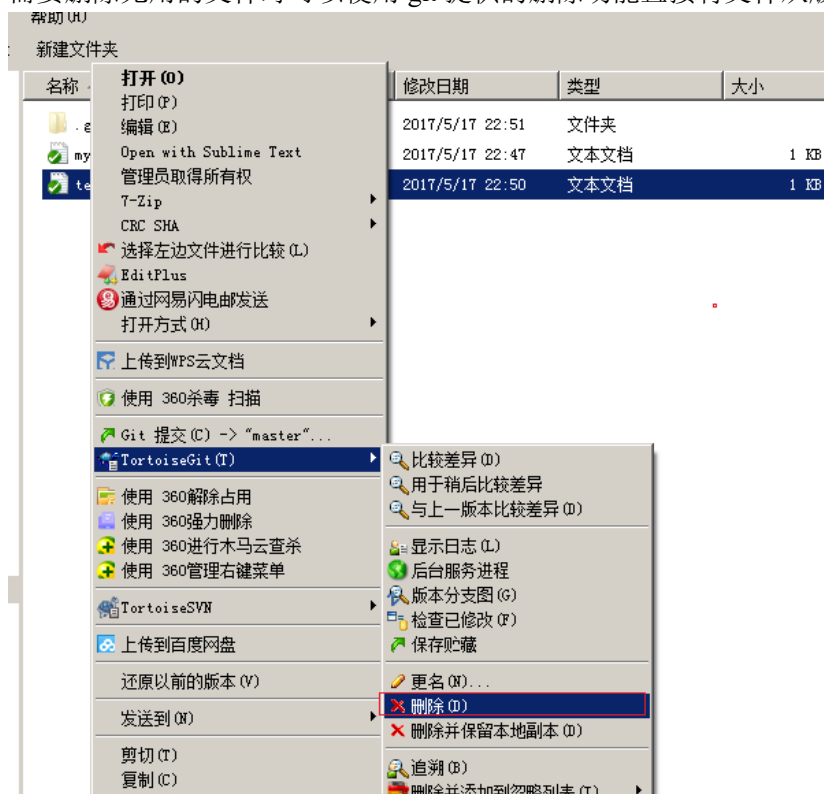 帮助(H)
新建文件夹
名称 修改日期 类型 大小
.g 2017/5/17 22:51 文件夹
my 2017/5/17 22:47 文本文档 1 KB
te 2017/5/17 22:50 文本文档 1 KB
打开(O)
打印(P)
编辑(E)
Open with Sublime Text
管理员取得所有权
7-Zip
CRC SHA
选择左边文件进行比较(L)
EditPlus
通过网易闪电邮发送
打开方式(H)
上传到WPS云文档
使用 360杀毒 扫描
Git 提交(C) -> "master"...
TortoiseGit(T)
使用 360解除占用
使用 360强力删除
使用 360进行木马云查杀
使用 360管理右键菜单
TortoiseSVN
上传到百度网盘
还原以前的版本(V)
发送到(N)
剪切(T)
复制(C)
比较差异(D)
用于稍后比较差异
与上一版本比较差异(D)
显示日志(L)
后台服务进程
版本分支图(G)
检查已修改(F)
保存贮藏
更名(N)...
删除(D)
删除并保留本地副本(D)
追溯(B)
删除并添加到忽略列表(I)